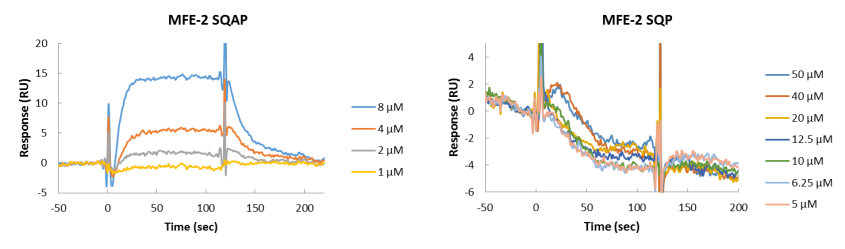 MFE-2 SQAP
Response (RU)
20
15
10
5
0
-5
-50
0
50
100
150
200
Time (sec)
8 µM
4 µM
2 µM
1 µM
MFE-2 SQP
Response (RU)
4
2
0
-2
-4
-6
-50
0
50
100
150
200
Time (sec)
50 µM
40 µM
20 µM
12.5 µM
10 µM
6.25 µM
5 µM